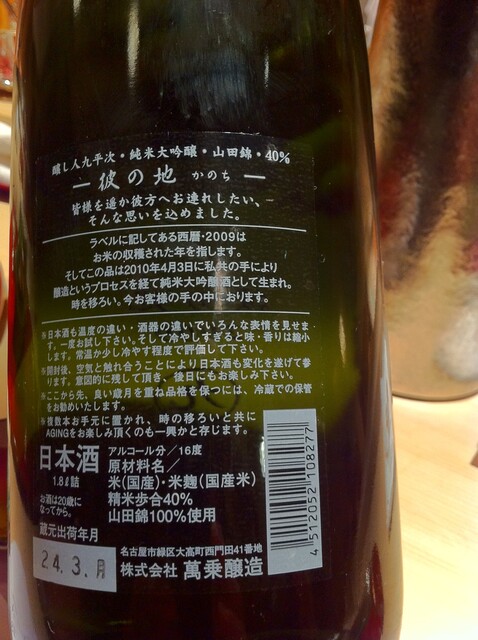 醸し人九平次・純米大吟醸・山田錦・40%
— 彼の地 かのち —
皆様を遥か彼方へお連れしたい、
そんな思いを込めました。
ラベルに記してある西暦・2009は
お米の収穫された年を指します。
そしてこの品は2010年4月3日に私共の手により
醸造というプロセスを経て純米大吟醸酒として生まれ、
時を移ろい。今お客様の手の中に有ります。
※日本酒も温度の違い・酒器の違いでいろんな表情を見せま
す。一度お試し下さい。そして冷やしすぎると味・香りは縮小
します。常温か少し冷やす程度で評価して下さい。
※開封後、空気と触れ合うことにより日本酒も変化を遂げて参
ります。意図的に残して頂き、後日にもお楽しみ下さい。
※ここから先、良い歳月を重ね品格を保つには、冷蔵での保管
をお勧めいたします。
※複数本お手元に置かれ、時の移ろいと共に
AGINGをお楽しみ頂くのも一興かと存じます。
日本酒
1.8ℓ詰
お酒は20歳に
なってから。
蔵元出荷年月
24.3.月
アルコール分/16度
原材料名/
米(国産)・米麹(国産米)
精米歩合40%
山田錦100%使用
名古屋市緑区大高町西門田41番地
株式会社 萬乗醸造
4512052108277